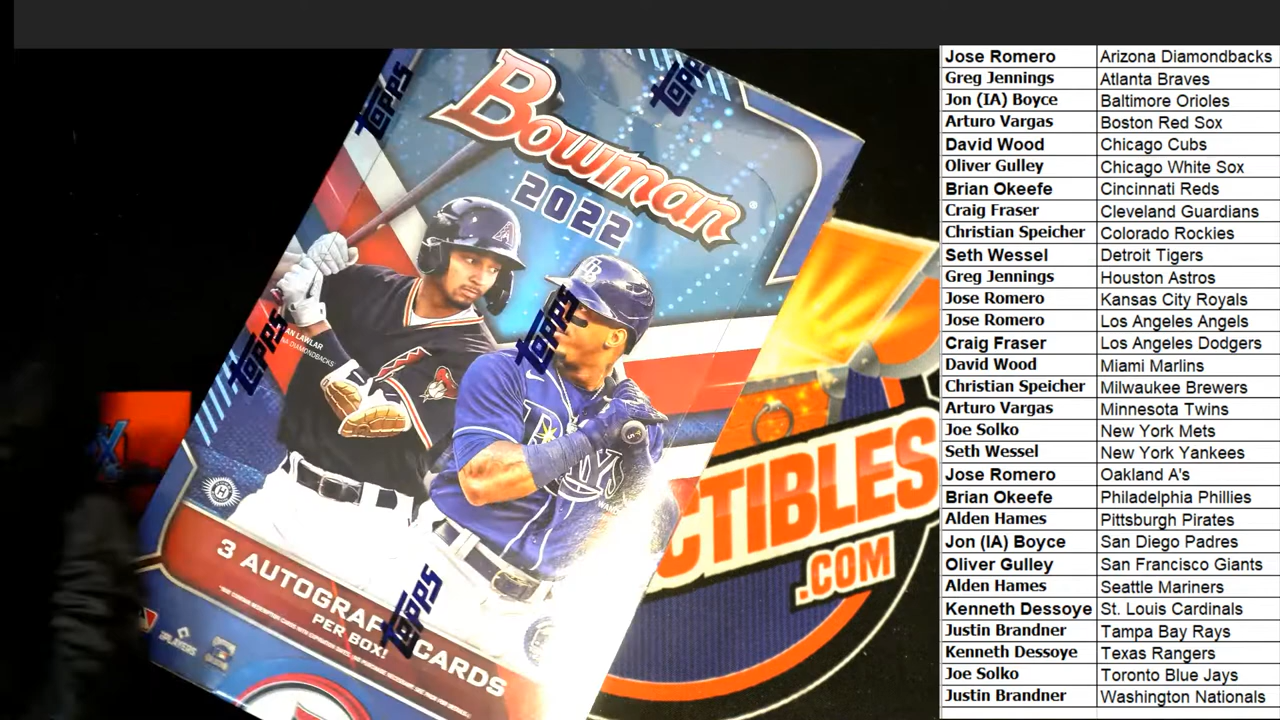 TOPPS
TOPPS
Bowman
2022
TOPPS
TOPPS
AN LAWLAR
NA DIAMONDBACKS
A
RAYS
5
H
3 AUTOGRAPH CARDS
PER BOX!
TOPPS
PLAYERS
X
CTIBLES
.COM
Jose Romero Arizona Diamondbacks
Greg Jennings Atlanta Braves
Jon (IA) Boyce Baltimore Orioles
Arturo Vargas Boston Red Sox
David Wood Chicago Cubs
Oliver Gulley Chicago White Sox
Brian Okeefe Cincinnati Reds
Craig Fraser Cleveland Guardians
Christian Speicher Colorado Rockies
Seth Wessel Detroit Tigers
Greg Jennings Houston Astros
Jose Romero Kansas City Royals
Jose Romero Los Angeles Angels
Craig Fraser Los Angeles Dodgers
David Wood Miami Marlins
Christian Speicher Milwaukee Brewers
Arturo Vargas Minnesota Twins
Joe Solko New York Mets
Seth Wessel New York Yankees
Jose Romero Oakland A's
Brian Okeefe Philadelphia Phillies
Alden Hames Pittsburgh Pirates
Jon (IA) Boyce San Diego Padres
Oliver Gulley San Francisco Giants
Alden Hames Seattle Mariners
Kenneth Dessoye St. Louis Cardinals
Justin Brandner Tampa Bay Rays
Kenneth Dessoye Texas Rangers
Joe Solko Toronto Blue Jays
Justin Brandner Washington Nationals